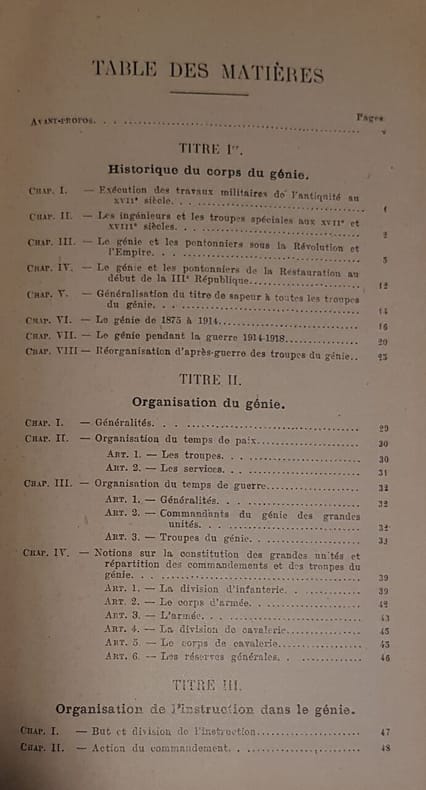 TABLE DES MATIÈRES
Pages
AVANT-PROPOS. . . v
TITRE Ier.
Historique du corps du génie.
CHAP. I. — Exécution des travaux militaires de l'antiquité au
XVIIe siècle. . . 1
CHAP. II. — Les ingénieurs et les troupes spéciales aux XVIIe et
XVIIIe siècles. . . 2
CHAP. III. — Le génie et les pontonniers sous la Révolution et
l'Empire. . . 5
CHAP. IV. — Le génie et les pontonniers de la Restauration au
début de la IIIe République... 12
CHAP. V. — Généralisation du titre de sapeur à toutes les troupes
du génie. . . 14
CHAP. VI. — Le génie de 1875 à 1914... 16
CHAP. VII. — Le génie pendant la guerre 1914-1918... 20
CHAP. VIII — Réorganisation d'après-guerre des troupes du génie.. 25
TITRE II.
Organisation du génie.
CHAP. I. — Généralités. . . 29
CHAP. II. — Organisation du temps de paix... 30
ART. 1. — Les troupes. . . 30
ART. 2. — Les services. . . 31
CHAP. III. — Organisation du temps de guerre... 32
ART. 1. — Généralités. . . 32
ART. 2. — Commandants du génie des grandes
unités. . . 32
ART. 3. — Troupes du génie. . . 33
CHAP. IV. — Notions sur la constitution des grandes unités et
répartition des commandements et des troupes du
génie. . . 39
ART. 1. — La division d'infanterie. . . 39
ART. 2. — Le corps d'armée. . . 42
ART. 3. — L'armée. . . 43
ART. 4. — La division de cavalerie... 45
ART. 5. — Le corps de cavalerie... 45
ART. 6. — Les réserves générales. . . 46
TITRE III.
Organisation de l'instruction dans le génie.
CHAP. I. — But et division de l'instruction... 47
CHAP. II. — Action du commandement. . . 48